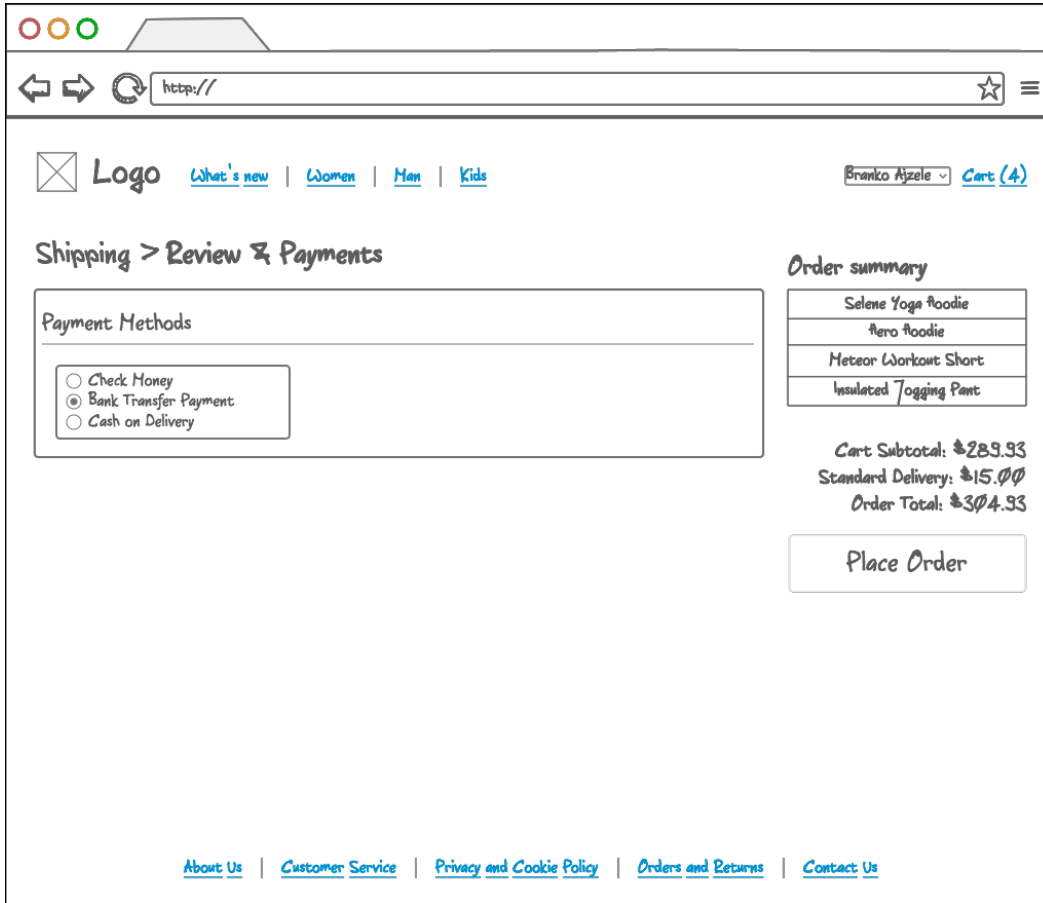 http://
Logo What's new | Women | Man | Kids Branko Ajzele Cart (4)
Shipping > Review & Payments
Payment Methods
Check Money
Bank Transfer Payment
Cash on Delivery
Order summary
Selene Yoga Hoodie
Hero Hoodie
Meteor Workout Short
Insulated Jogging Pant
Cart Subtotal: $289.93
Standard Delivery: $15.00
Order Total: $304.93
Place Order
About Us | Customer Service | Privacy and Cookie Policy | Orders and Returns | Contact Us